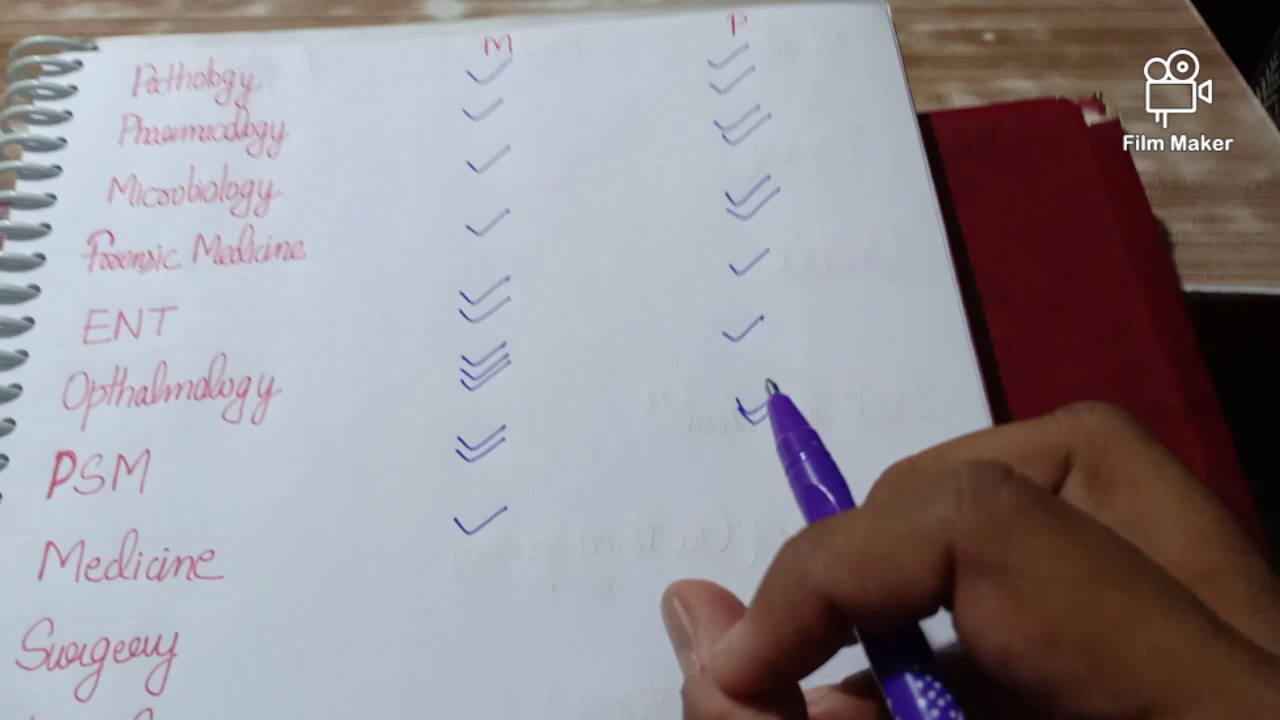 M P
Pathology
Pharmacology
Microbiology
Forensic Medicine
ENT
Opthalmology
PSM
Medicine
Surgery
Film Maker